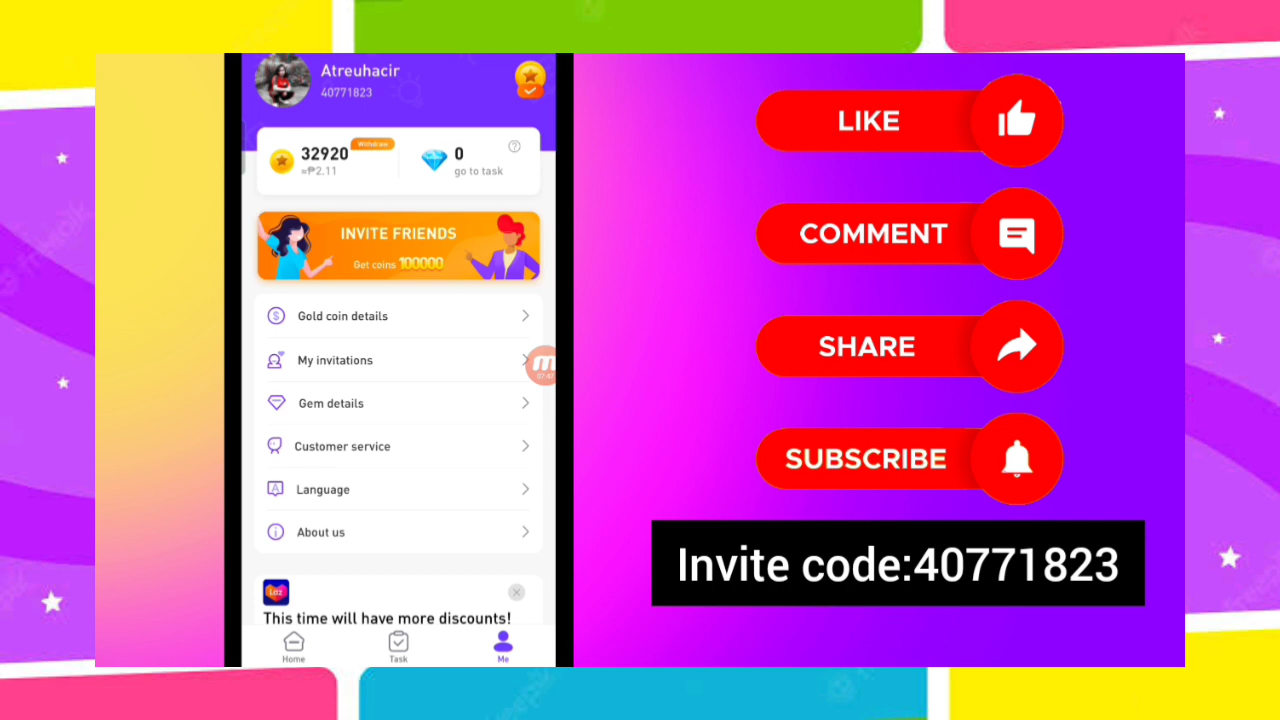 Atreuhacir
40771823
32920
Withdraw
≈₱2.11
0
go to task
INVITE FRIENDS
Get coins 100000
Gold coin details
My invitations
Gem details
Customer service
Language
About us
Laz
This time will have more discounts!
Home
Task
Me
LIKE
COMMENT
SHARE
SUBSCRIBE
Invite code:40771823